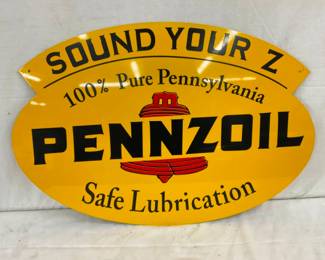 SOUND YOUR Z
100% Pure Pennsylvania
PENNZOIL
Safe Lubrication